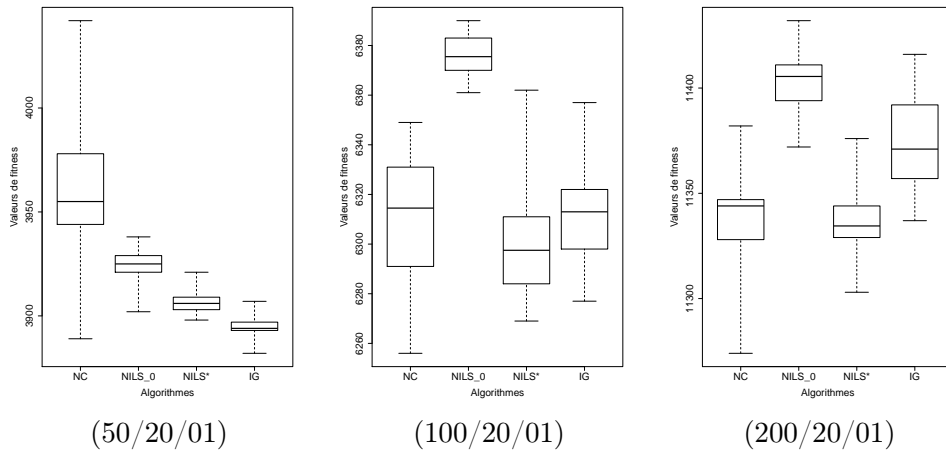 Valeurs de fitness
4000
3950
3900
NC NILS_0 NILS* IG
Algorithmes
(50/20/01)
Valeurs de fitness
6380
6360
6340
6320
6300
6280
6260
NC NILS_0 NILS* IG
Algorithmes
(100/20/01)
Valeurs de fitness
11400
11350
11300
NC NILS_0 NILS* IG
Algorithmes
(200/20/01)